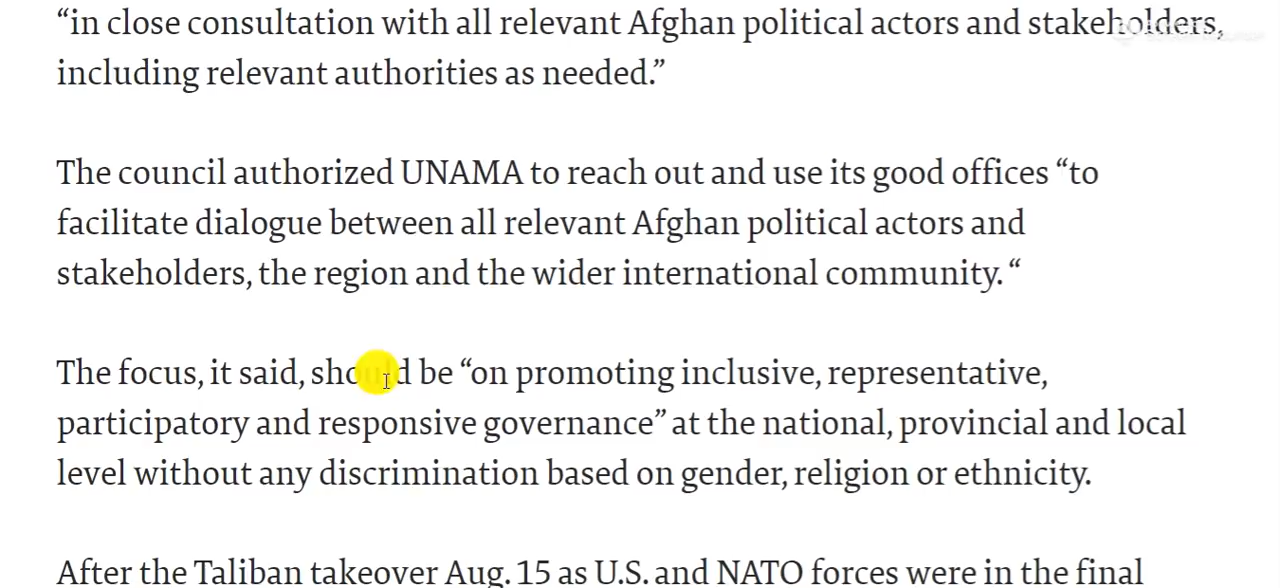 “in close consultation with all relevant Afghan political actors and stakeholders,
including relevant authorities as needed.”
The council authorized UNAMA to reach out and use its good offices “to
facilitate dialogue between all relevant Afghan political actors and
stakeholders, the region and the wider international community. “
The focus, it said, should be “on promoting inclusive, representative,
participatory and responsive governance” at the national, provincial and local
level without any discrimination based on gender, religion or ethnicity.
After the Taliban takeover Aug. 15 as U.S. and NATO forces were in the final